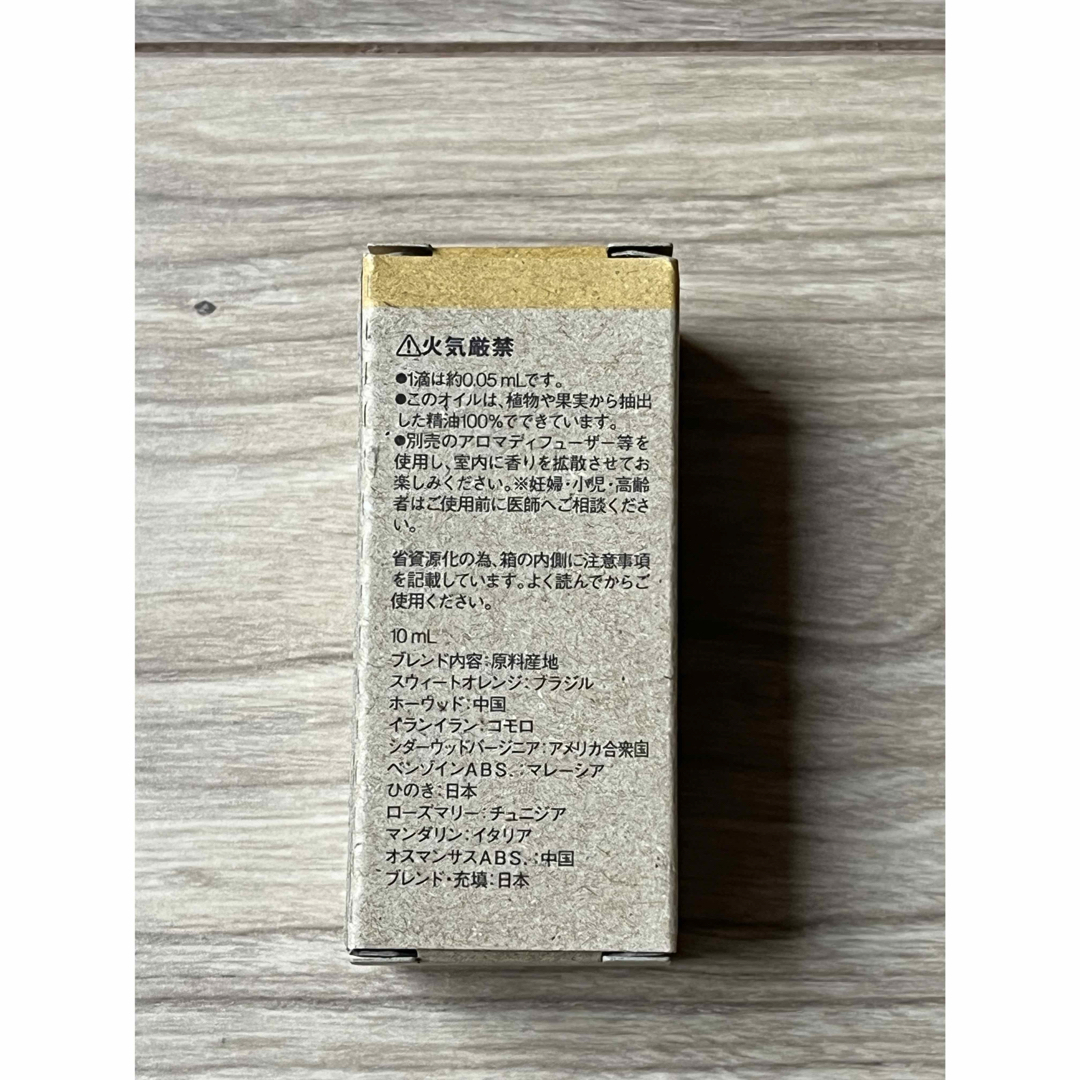 ⚠火気厳禁
●1滴は約0.05mLです。
●このオイルは、植物や果実から抽出
した精油100%でできています。
●別売のアロマディフューザー等を
使用し、室内に香りを拡散させてお
楽しみください。※妊婦・小児・高齢
者はご使用前に医師へご相談くださ
い。
省資源化の為、箱の内側に注意事項
を記載しています。よく読んでからご
使用ください。
10mL
ブレンド内容:原料産地
スウィートオレンジ:ブラジル
ホーウッド:中国
イランイラン:コモロ
シダーウッドバージニア:アメリカ合衆国
ベンゾインABS.:マレーシア
ひのき:日本
ローズマリー:チュニジア
マンダリン:イタリア
オスマンサスABS.:中国
ブレンド・充填:日本